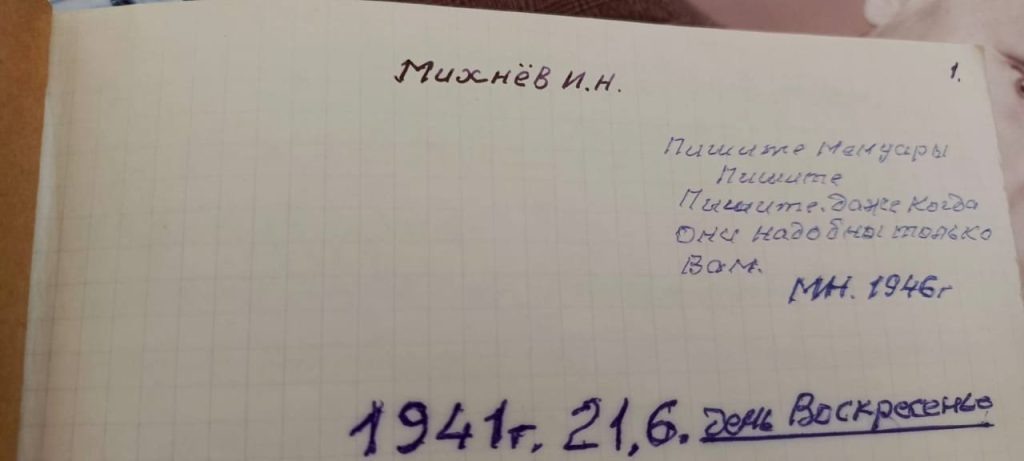 Михнёв И.Н.
1.
Пишите мемуары
Пишите
Пишите даже когда
Они надобны только
Вам.
МН. 1946г
1941г. 21,6. день Воскресенье